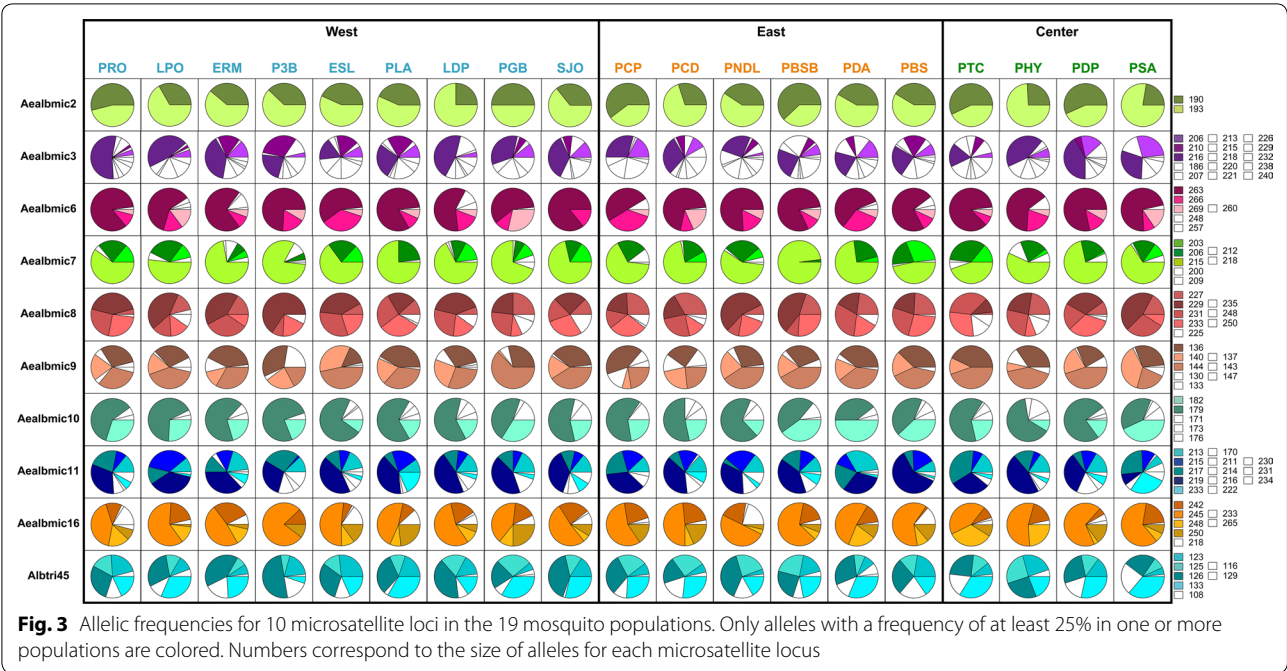 West East Center
PRO LPO ERM P3B ESL PLA LDP PGB SJO PCP PCD PNDL PBSB PDA PBS PTC PHY PDP PSA
Aealbmic2
190
193
Aealbmic3
206 213 226
210 215 229
216 218 232
186 220 238
207 221 240
Aealbmic6
263
266
269 260
248
257
Aealbmic7
203
206 212
215 218
200
209
Aealbmic8
227
229 235
231 248
233 250
225
Aealbmic9
136
140 137
144 143
130 147
133
Aealbmic10
182
179
171
173
176
Aealbmic11
213 170
215 211 230
217 214 231
219 216 234
233 222
Aealbmic16
242
245 233
248 265
250
218
Albtri45
123
125 116
126 129
133
108
Fig. 3 Allelic frequencies for 10 microsatellite loci in the 19 mosquito populations. Only alleles with a frequency of at least 25% in one or more
populations are colored. Numbers correspond to the size of alleles for each microsatellite locus